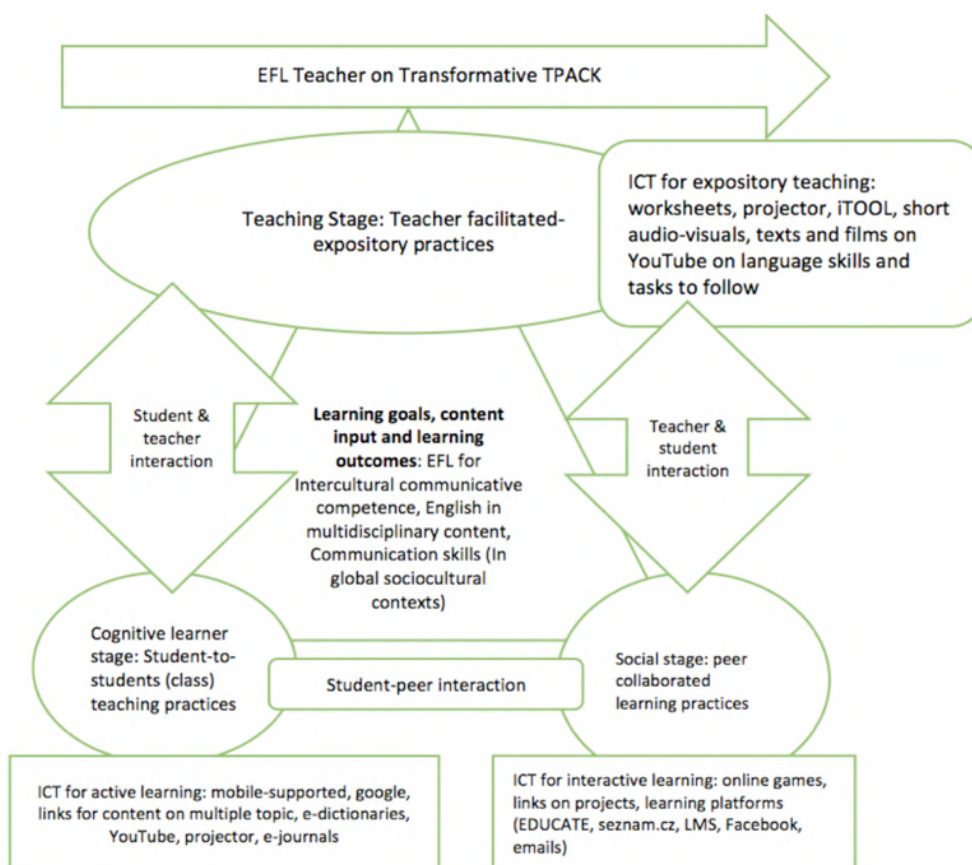 EFL Teacher on Transformative TPACK
Teaching Stage: Teacher facilitated-
expository practices
ICT for expository teaching:
worksheets, projector, iTOOL, short
audio-visuals, texts and films on
YouTube on language skills and
tasks to follow
Student &
teacher
interaction
Learning goals, content
input and learning
outcomes: EFL for
Intercultural communicative
competence, English in
multidisciplinary content,
Communication skills (In
global sociocultural
contexts)
Teacher &
student
interaction
Cognitive learner
stage: Student-to-
students (class)
teaching practices
Student-peer interaction
Social stage: peer
collaborated
learning practices
ICT for active learning: mobile-supported, google,
links for content on multiple topic, e-dictionaries,
YouTube, projector, e-journals
ICT for interactive learning: online games,
links on projects, learning platforms
(EDUCATE, seznam.cz, LMS, Facebook,
emails)